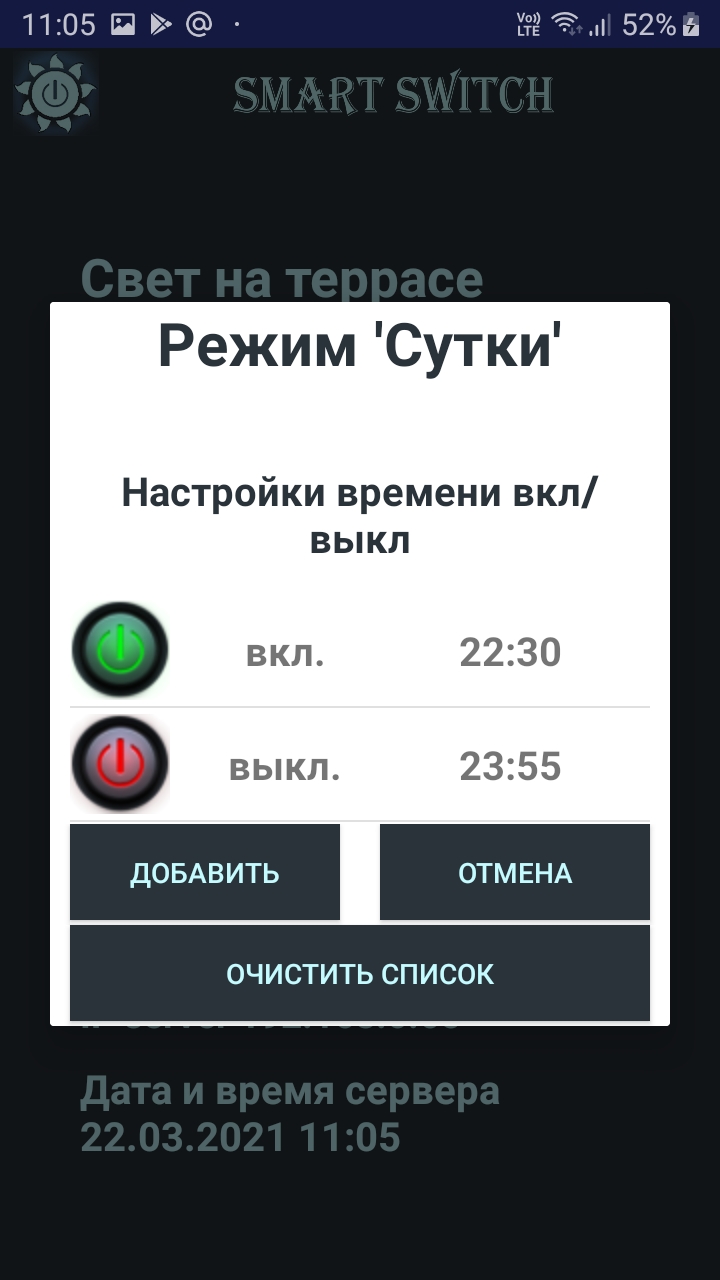 11:05
Vo)) LTE 52%
SMART SWITCH
Свет на террасе
Режим 'Сутки'
Настройки времени вкл/
выкл
вкл. 22:30
выкл. 23:55
ДОБАВИТЬ ОТМЕНА
ОЧИСТИТЬ СПИСОК
Дата и время сервера
22.03.2021 11:05